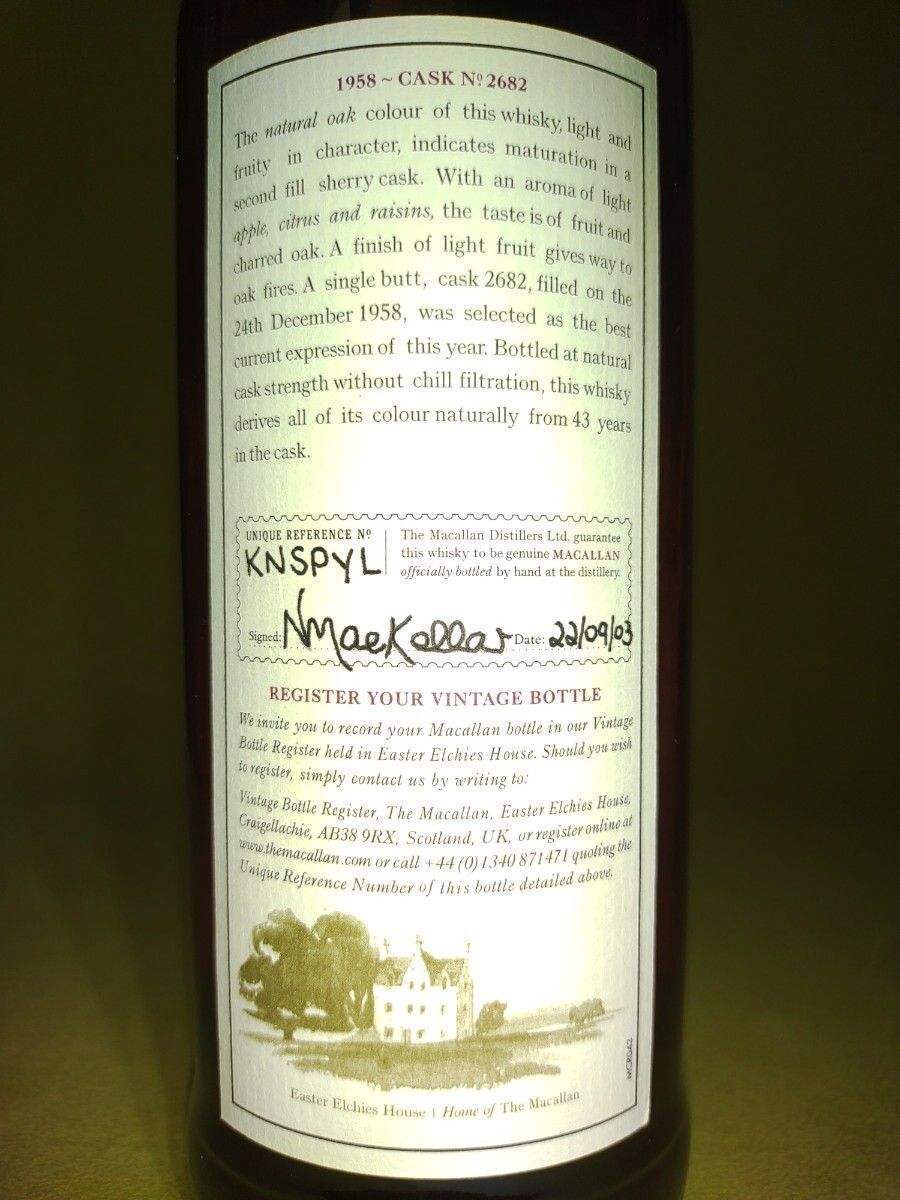 1958 ~ CASK Nº 2682
The natural oak colour of this whisky, light and
fruity in character, indicates maturation in a
second fill sherry cask. With an aroma of light
apple, citrus and raisins, the taste is of fruit and
charred oak. A finish of light fruit gives way to
oak fires. A single butt, cask 2682, filled on the
24th December 1958, was selected as the best
current expression of this year. Bottled at natural
cask strength without chill filtration, this whisky
derives all of its colour naturally from 43 years
in the cask.
UNIQUE REFERENCE Nº
KNSPYL
The Macallan Distillers Ltd. guarantee
this whisky to be genuine MACALLAN
officially bottled by hand at the distillery.
Signed: NMacKellar Date: 22/09/03
REGISTER YOUR VINTAGE BOTTLE
We invite you to record your Macallan bottle in our Vintage
Bottle Register held in Easter Elchies House. Should you wish
to register, simply contact us by writing to:
Vintage Bottle Register, The Macallan, Easter Elchies House,
Craigellachie, AB38 9RX, Scotland, UK, or register online at
www.themacallan.com or call +44 (0) 1340 871471 quoting the
Unique Reference Number of this bottle detailed above.
Easter Elchies House | Home of The Macallan